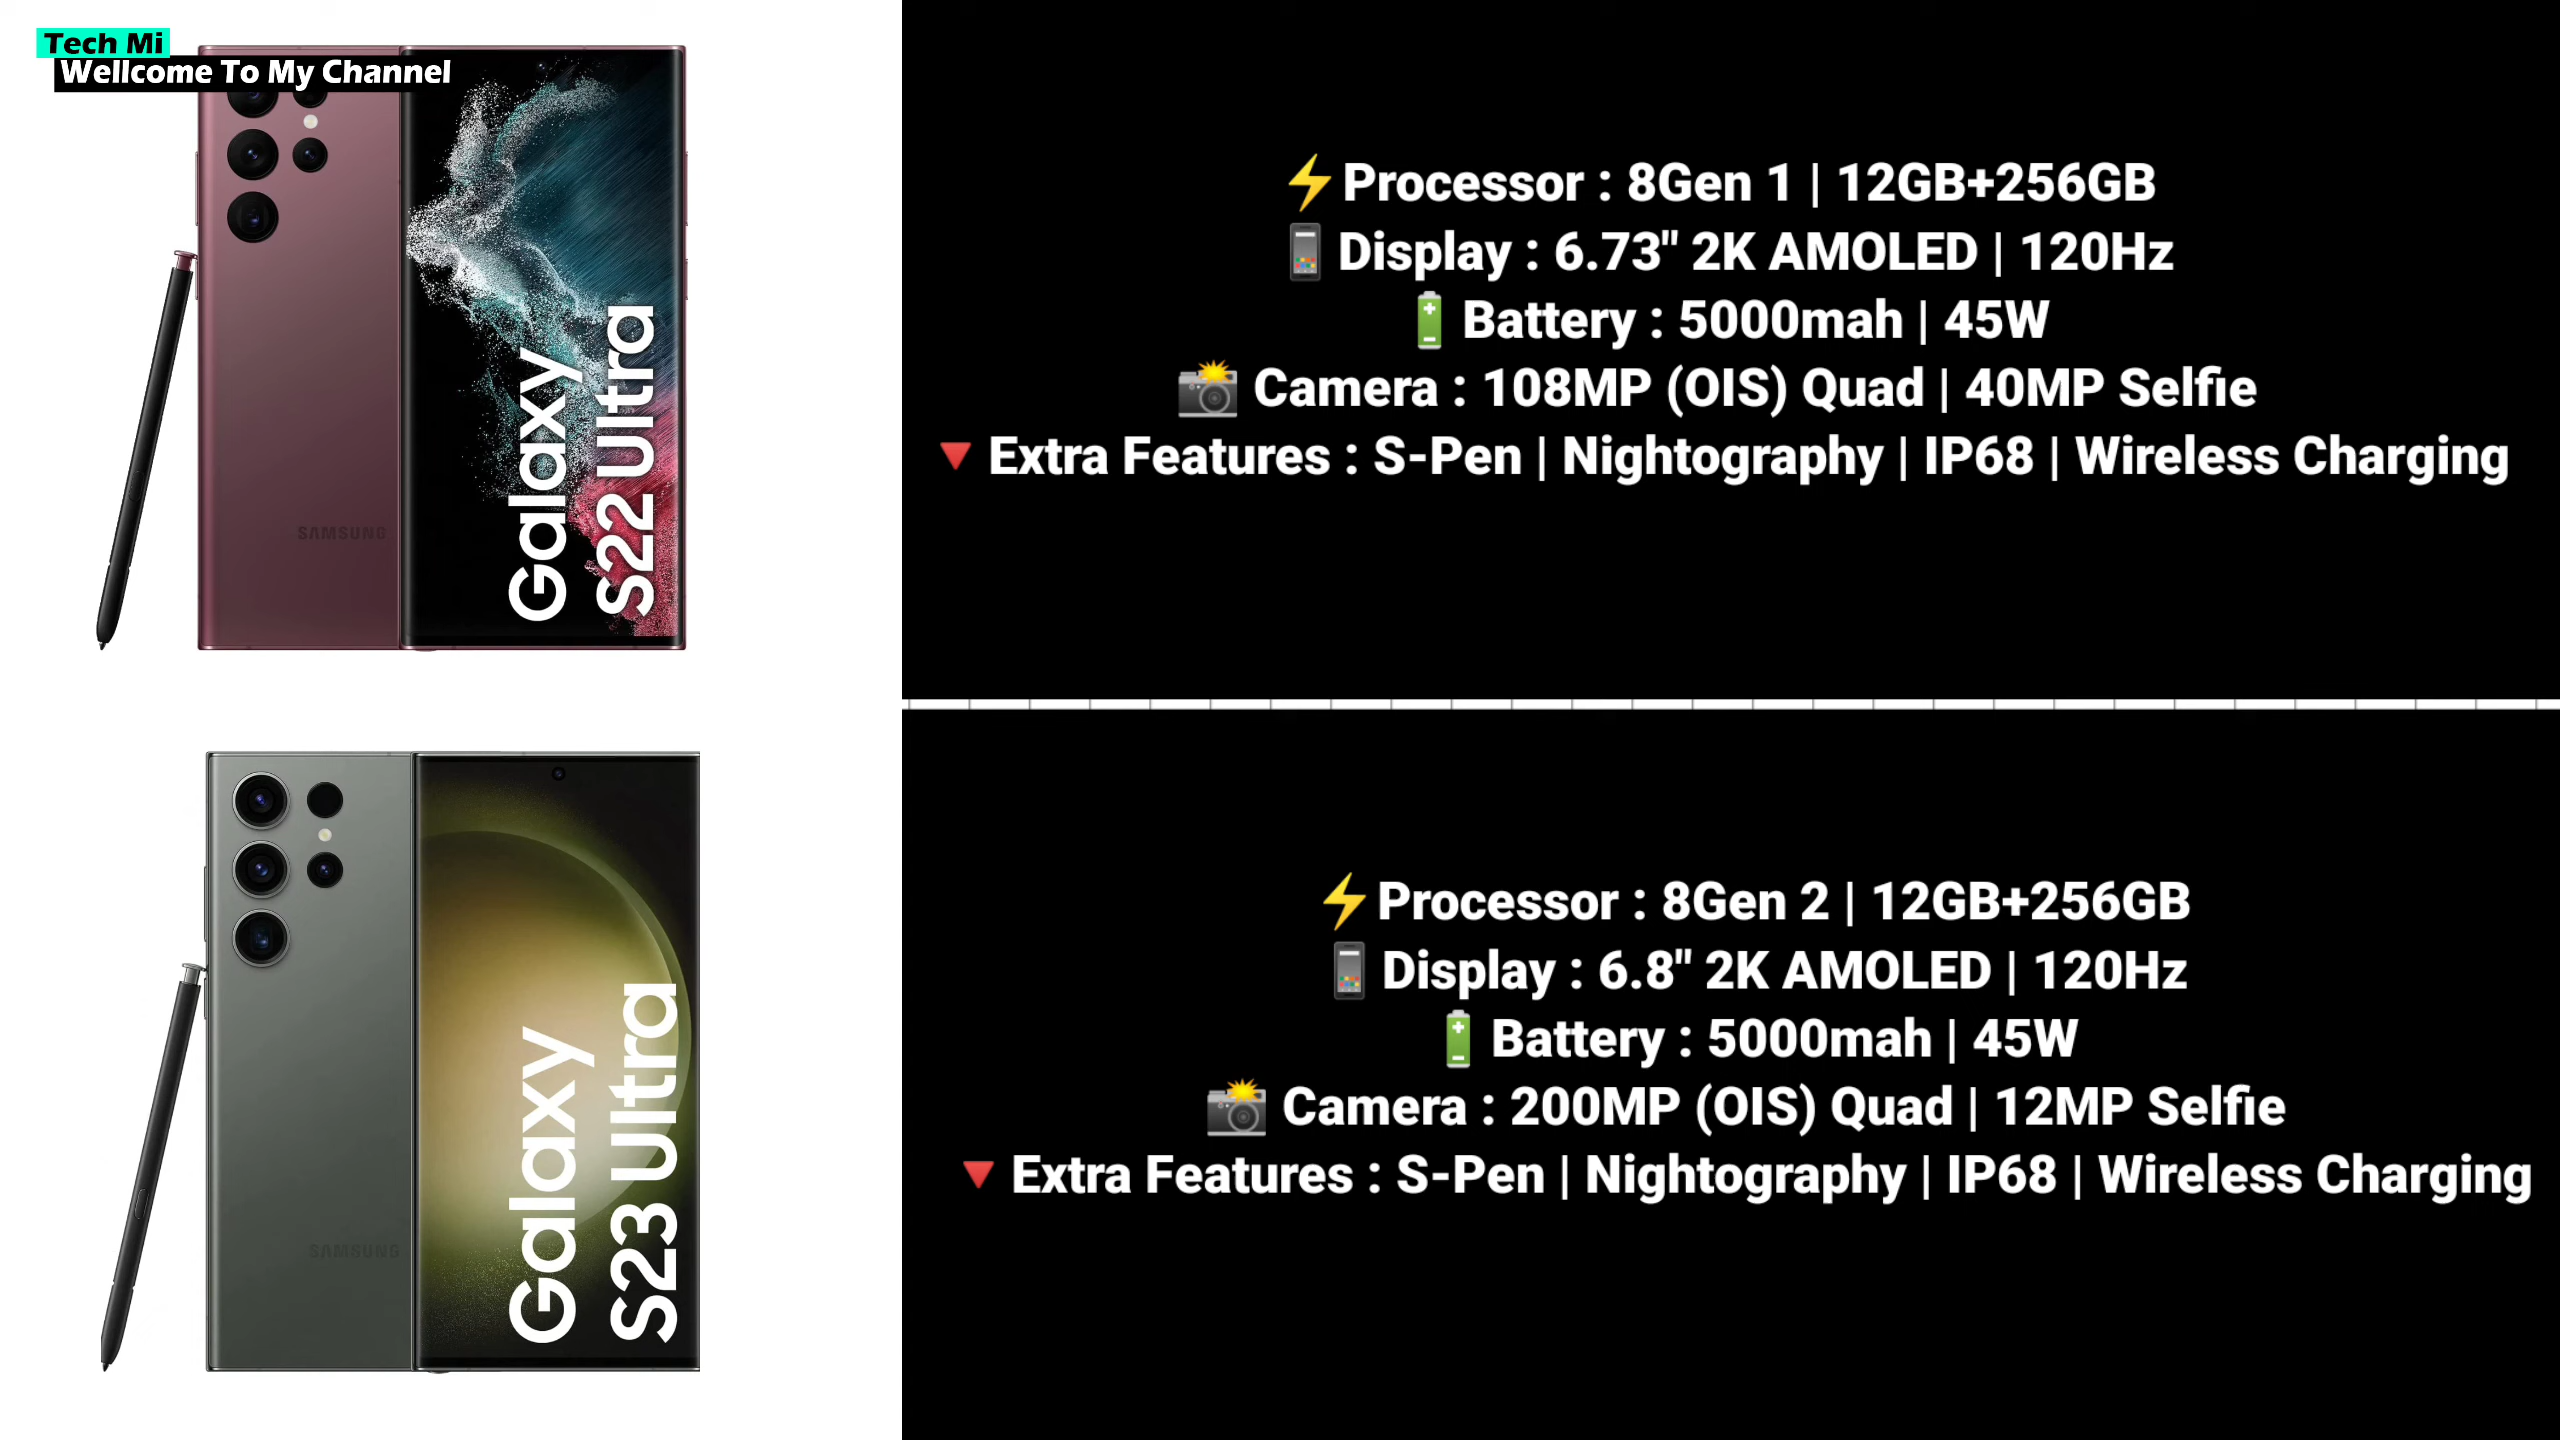 Tech Mi
Wellcome To My Channel
SAMSUNG
Galaxy
S22 Ultra
⚡Processor : 8Gen 1 | 12GB+256GB
📱 Display : 6.73" 2K AMOLED | 120Hz
🔋 Battery : 5000mah | 45W
📸 Camera : 108MP (OIS) Quad | 40MP Selfie
🔻 Extra Features : S-Pen | Nightography | IP68 | Wireless Charging
SAMSUNG
Galaxy
S23 Ultra
⚡Processor : 8Gen 2 | 12GB+256GB
📱 Display : 6.8" 2K AMOLED | 120Hz
🔋 Battery : 5000mah | 45W
📸 Camera : 200MP (OIS) Quad | 12MP Selfie
🔻 Extra Features : S-Pen | Nightography | IP68 | Wireless Charging